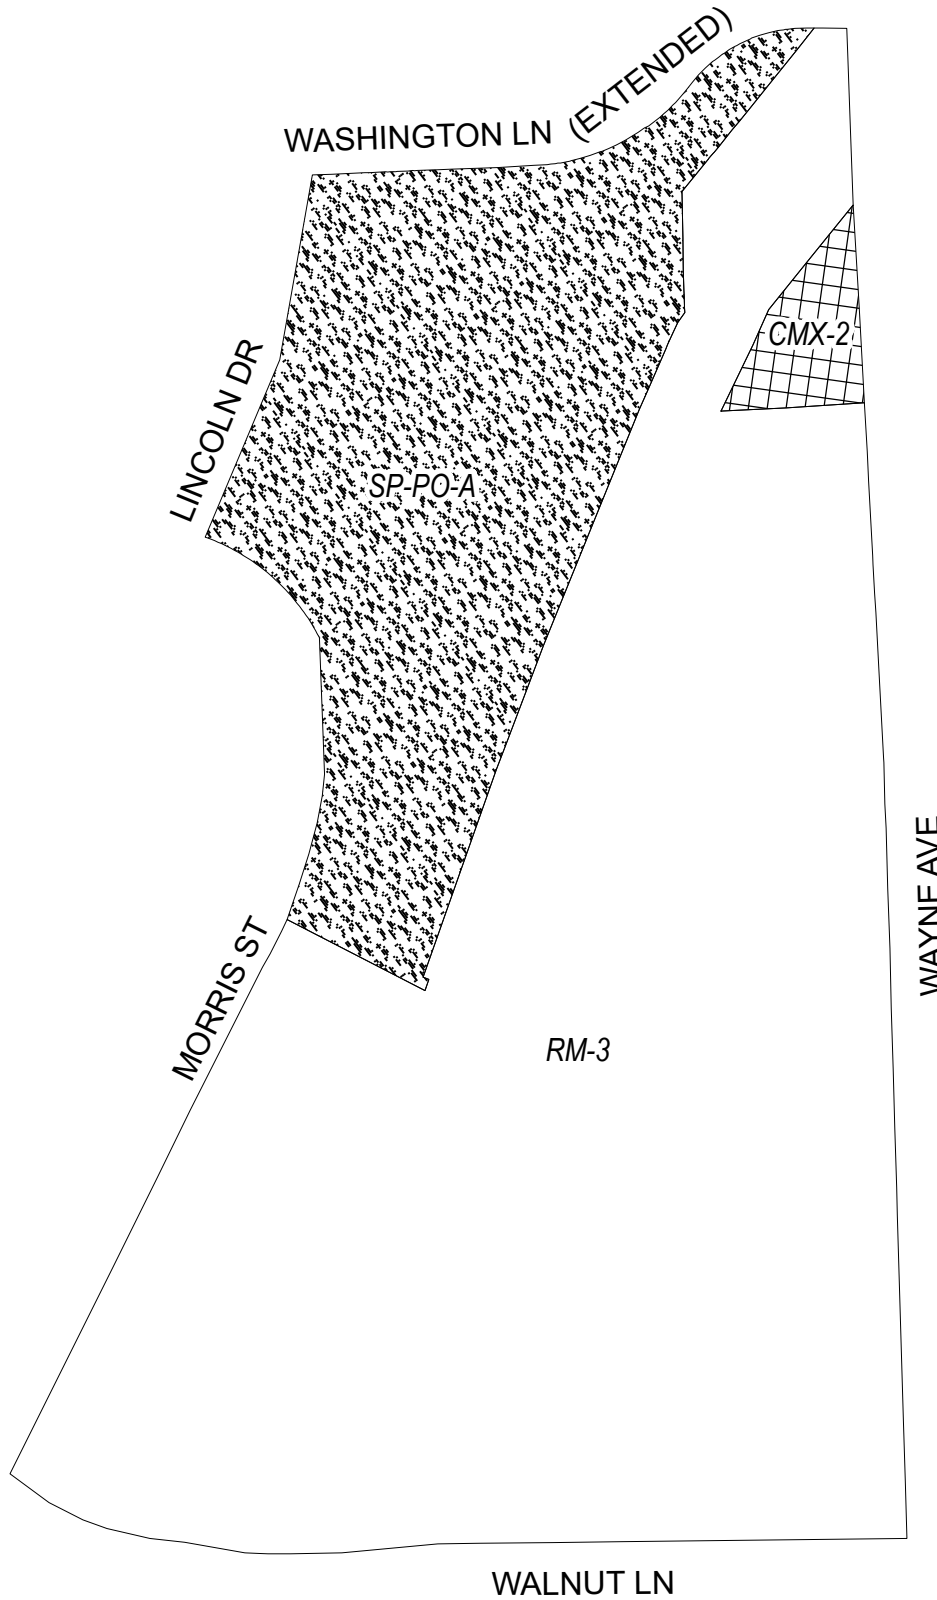 WASHINGTON LN (EXTENDED)
CMX-2
LINCOLN DR
SP-PO-A
WAYNE AVE
MORRIS ST
RM-3
WALNUT LN